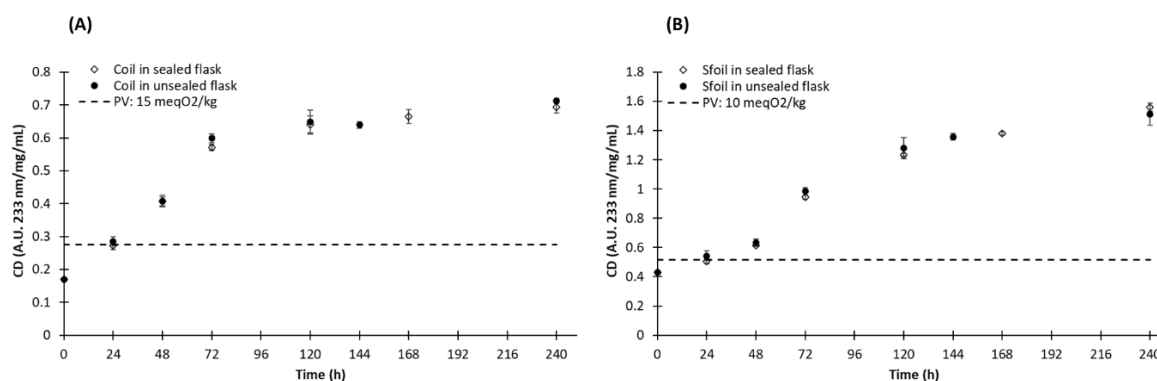 (A)
Coil in sealed flask
Coil in unsealed flask
PV: 15 meqO2/kg
CD (A.U. 233 nm/mg/mL)
0.8
0.7
0.6
0.5
0.4
0.3
0.2
0.1
0
0 24 48 72 96 120 144 168 192 216 240
Time (h)
(B)
Sfoil in sealed flask
Sfoil in unsealed flask
PV: 10 meqO2/kg
CD (A.U. 233 nm/mg/mL)
1.8
1.6
1.4
1.2
1
0.8
0.6
0.4
0.2
0
0 24 48 72 96 120 144 168 192 216 240
Time (h)